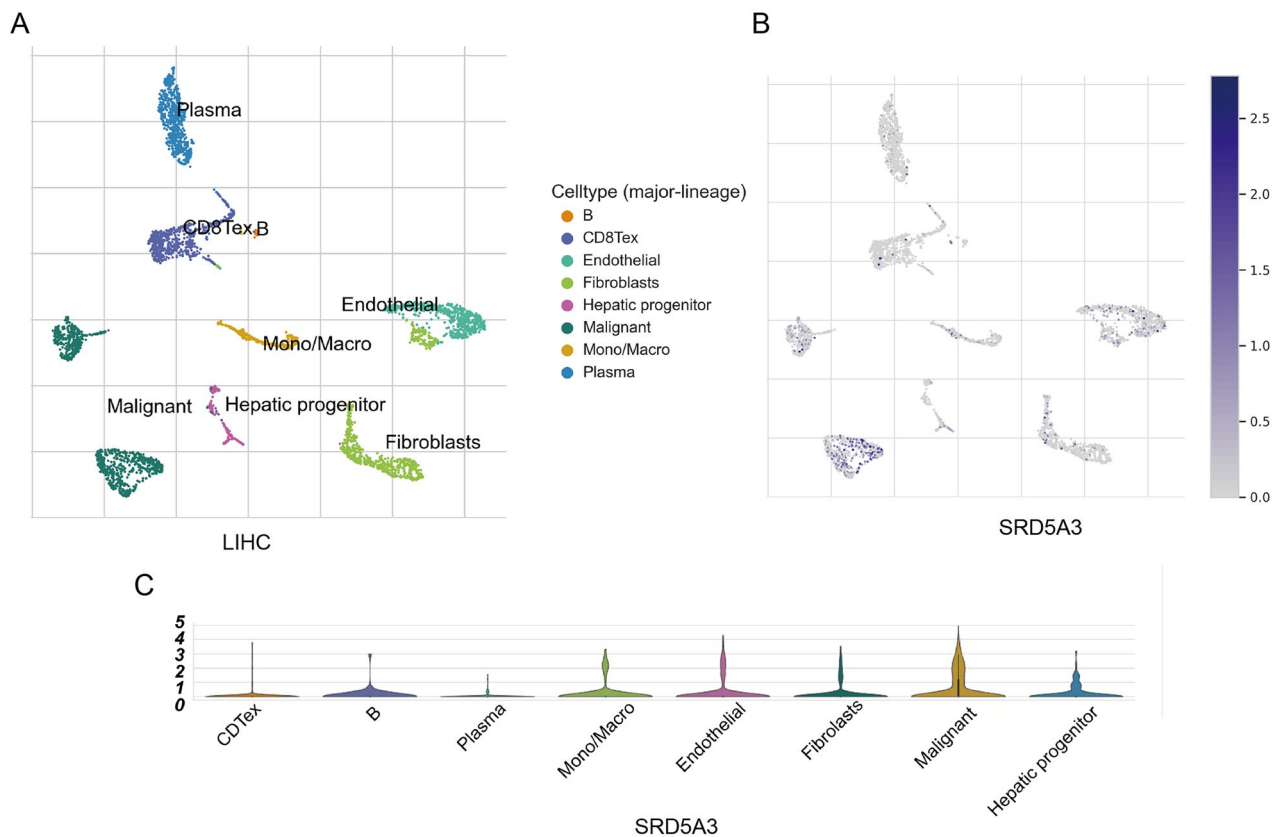 A
Plasma
CD8Tex
B
Endothelial
Mono/Macro
Malignant
Hepatic progenitor
Fibroblasts
LIHC
Celltype (major-lineage)
B
CD8Tex
Endothelial
Fibroblasts
Hepatic progenitor
Malignant
Mono/Macro
Plasma
B
2.5
2.0
1.5
1.0
0.5
0.0
SRD5A3
C
5
4
3
2
1
0
CDTex
B
Plasma
Mono/Macro
Endothelial
Fibrolasts
Malignant
Hepatic progenitor
SRD5A3